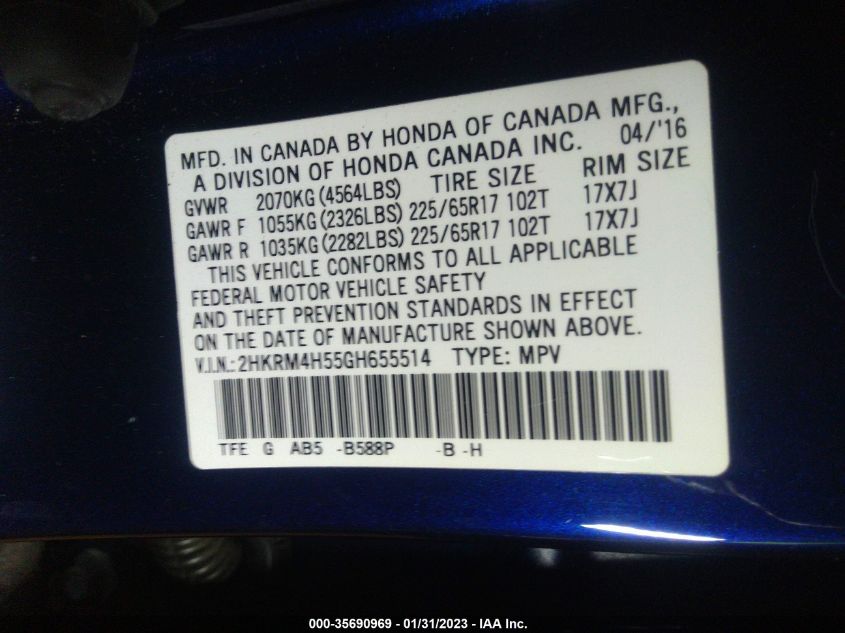 MFD. IN CANADA BY HONDA OF CANADA MFG.,
A DIVISION OF HONDA CANADA INC. 04/'16
GVWR 2070KG(4564LBS) TIRE SIZE RIM SIZE
GAWR F 1055KG(2326LBS) 225/65R17 102T 17X7J
GAWR R 1035KG(2282LBS) 225/65R17 102T 17X7J
THIS VEHICLE CONFORMS TO ALL APPLICABLE
FEDERAL MOTOR VEHICLE SAFETY
AND THEFT PREVENTION STANDARDS IN EFFECT
ON THE DATE OF MANUFACTURE SHOWN ABOVE.
V.I.N.:2HKRM4H55GH655514 TYPE: MPV
TFE G AB5 -B588P -B -H
000-35690969 - 01/31/2023 - IAA Inc.